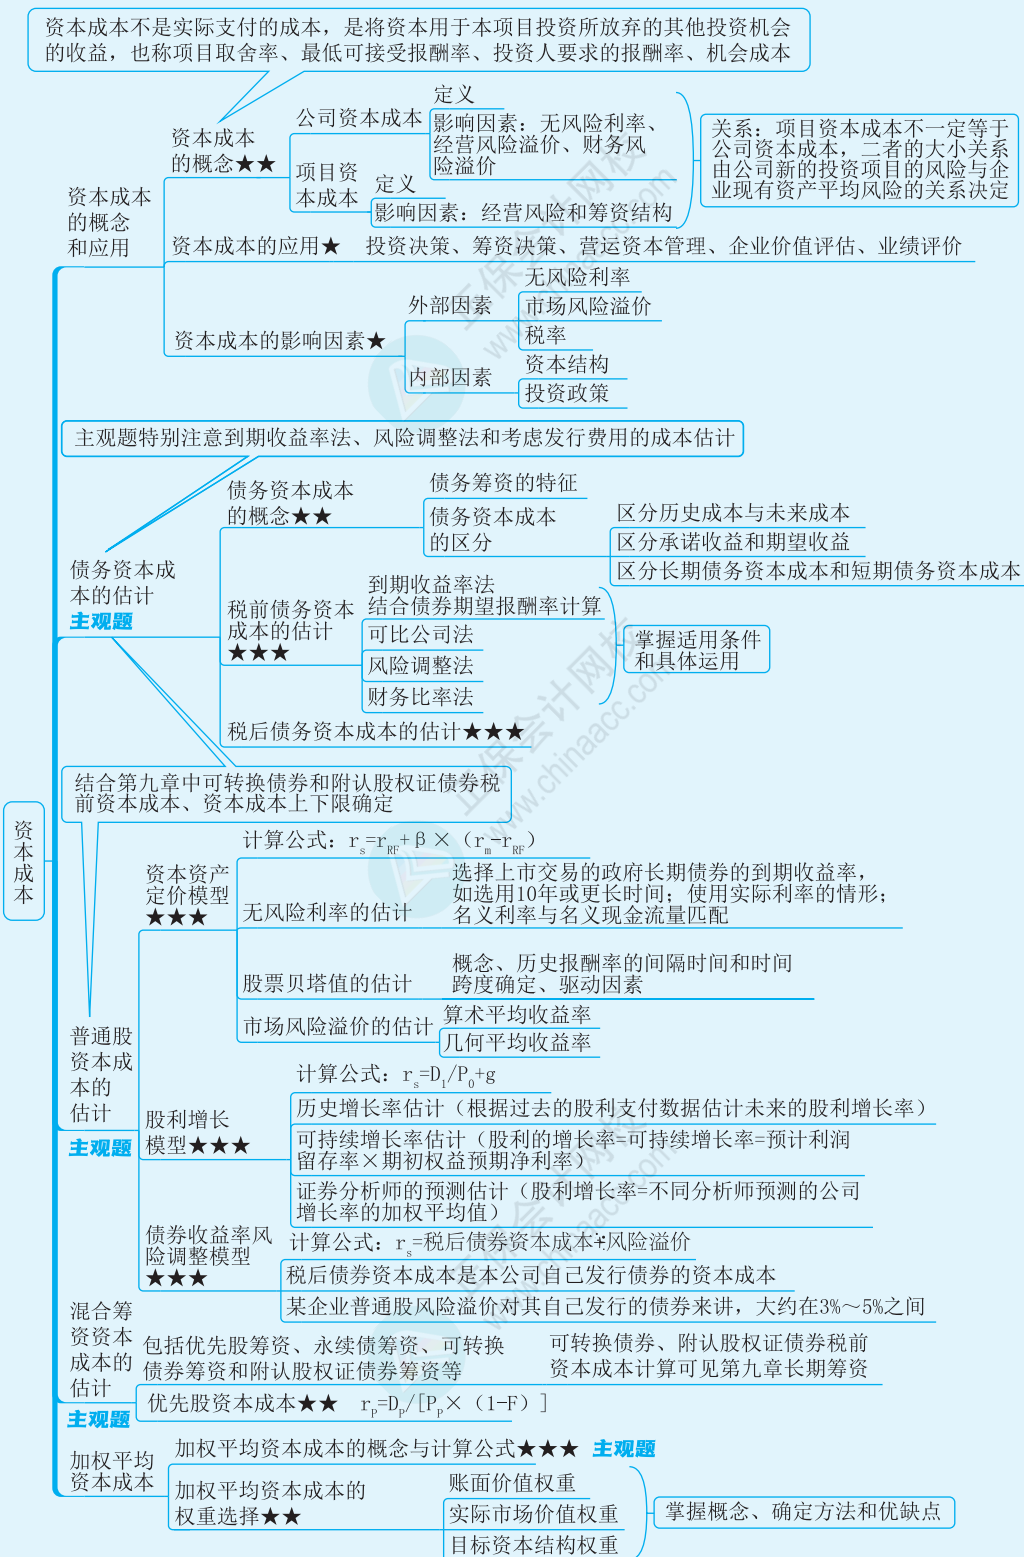 资本成本不是实际支付的成本，是将资本用于本项目投资所放弃的其他投资机会
的收益，也称项目取舍率、最低可接受报酬率、投资人要求的报酬率、机会成本
资本成本
资本成本
的概念
和应用
资本成本
的概念★★
公司资本成本
定义
影响因素：无风险利率、
经营风险溢价、财务风
险溢价
项目资
本成本
定义
影响因素：经营风险和筹资结构
关系：项目资本成本不一定等于
公司资本成本，二者的大小关系
由公司新的投资项目的风险与企
业现有资产平均风险的关系决定
资本成本的应用★
投资决策、筹资决策、营运资本管理、企业价值评估、业绩评价
资本成本的影响因素★
外部因素
无风险利率
市场风险溢价
税率
内部因素
资本结构
投资政策
主观题特别注意到期收益率法、风险调整法和考虑发行费用的成本估计
债务资本成
本的估计
主观题
债务资本成本
的概念★★
债务筹资的特征
债务资本成本
的区分
区分历史成本与未来成本
区分承诺收益和期望收益
区分长期债务资本成本和短期债务资本成本
税前债务资本
成本的估计
★★★
到期收益率法
结合债券期望报酬率计算
可比公司法
风险调整法
财务比率法
掌握适用条件
和具体运用
税后债务资本成本的估计★★★
结合第九章中可转换债券和附认股权证债券税
前资本成本、资本成本上下限确定
普通股
资本成
本的
估计
主观题
资本资产
定价模型
★★★
计算公式：rs=rRF+β×（rm-rRF）
无风险利率的估计
选择上市交易的政府长期债券的到期收益率，
如选用10年或更长时间；使用实际利率的情形；
名义利率与名义现金流量匹配
股票贝塔值的估计
概念、历史报酬率的间隔时间和时间
跨度确定、驱动因素
市场风险溢价的估计
算术平均收益率
几何平均收益率
股利增长
模型★★★
计算公式：rs=D1/P0+g
历史增长率估计（根据过去的股利支付数据估计未来的股利增长率）
可持续增长率估计（股利的增长率=可持续增长率=预计利润
留存率×期初权益预期净利率）
证券分析师的预测估计（股利增长率=不同分析师预测的公司
增长率的加权平均值）
债券收益率风
险调整模型
★★★
计算公式：rs=税后债券资本成本+风险溢价
税后债券资本成本是本公司自己发行债券的资本成本
某企业普通股风险溢价对其自己发行的债券来讲，大约在3%～5%之间
混合筹
资资本
成本的
估计
主观题
包括优先股筹资、永续债筹资、可转换
债券筹资和附认股权证债券筹资等
可转换债券、附认股权证债券税前
资本成本计算可见第九章长期筹资
优先股资本成本★★ rP=DP/[PP×（1-F）]
加权平均
资本成本
加权平均资本成本的概念与计算公式★★★ 主观题
加权平均资本成本的
权重选择★★
账面价值权重
实际市场价值权重
目标资本结构权重
掌握概念、确定方法和优缺点
正保会计网校
www.chinaacc.com
正保会计网校
www.chinaacc.com
正保会计网校
www.chinaacc.com